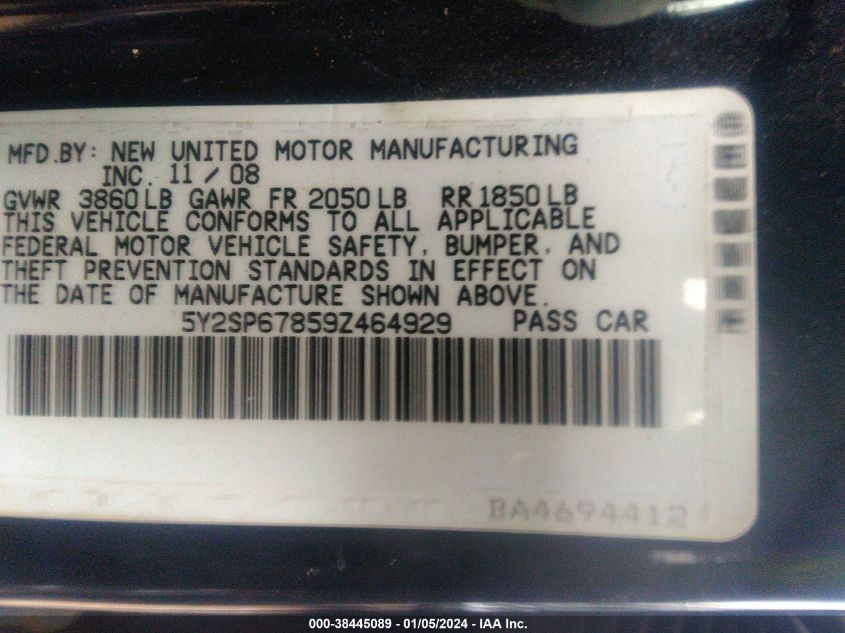 MFD.BY: NEW UNITED MOTOR MANUFACTURING
INC. 11 / 08
GVWR 3860 LB GAWR FR 2050 LB RR 1850 LB
THIS VEHICLE CONFORMS TO ALL APPLICABLE
FEDERAL MOTOR VEHICLE SAFETY, BUMPER, AND
THEFT PREVENTION STANDARDS IN EFFECT ON
THE DATE OF MANUFACTURE SHOWN ABOVE.
5Y2SP67859Z464929 PASS CAR
BA4694412
000-38445089 - 01/05/2024 - IAA Inc.